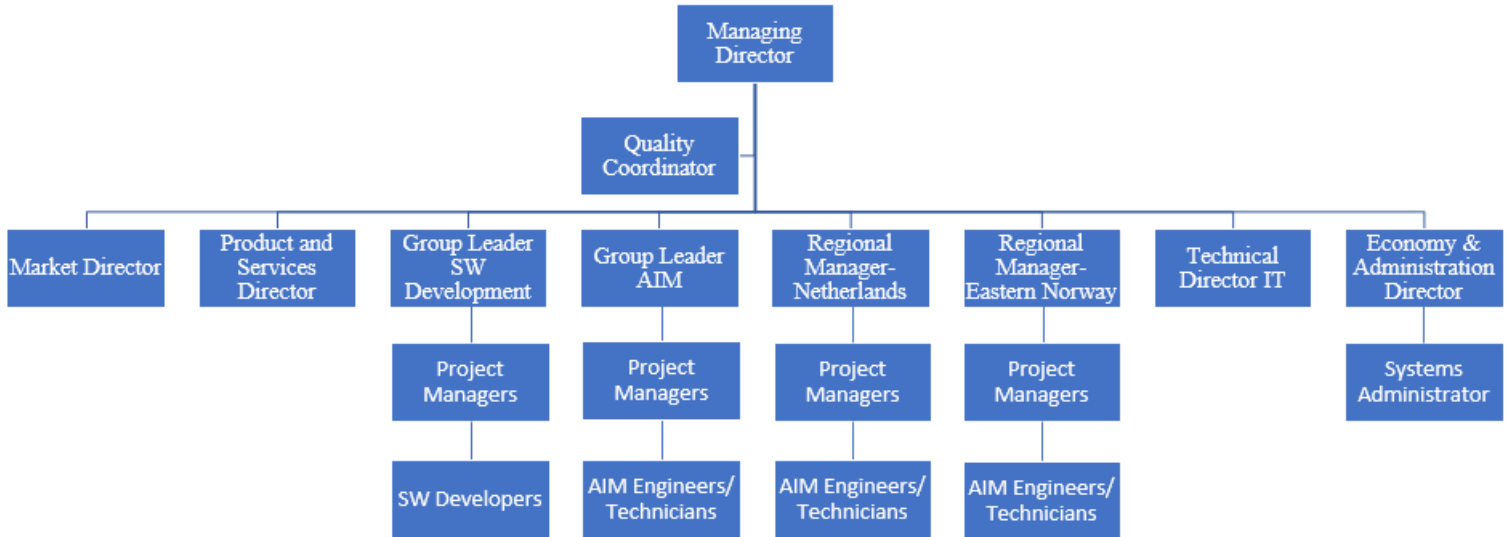 Managing
Director
Quality
Coordinator
Market Director
Product and
Services
Director
Group Leader
SW
Development
Group Leader
AIM
Regional
Manager-
Netherlands
Regional
Manager-
Eastern Norway
Technical
Director IT
Economy &
Administration
Director
Project
Managers
Project
Managers
Project
Managers
Project
Managers
Systems
Administrator
SW Developers
AIM Engineers/
Technicians
AIM Engineers/
Technicians
AIM Engineers/
Technicians